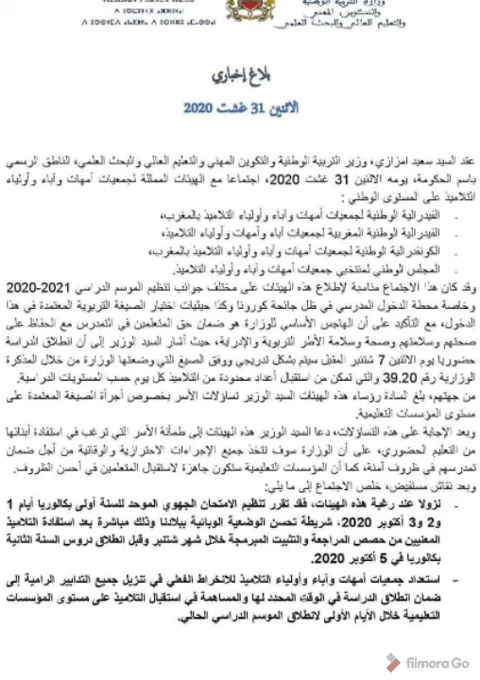 وزارة التربية الوطنية
والتكوين المهني
والتعليم العالي والبحث العلمي
بلاغ إخباري
الاثنين 31 غشت 2020
عقد السيد سعيد امزازي، وزير التربية الوطنية والتكوين المهني والتعليم العالي والبحث العلمي، الناطق الرسمي
باسم الحكومة، يومه الاثنين 31 غشت 2020، اجتماعا مع الهيئات الممثلة لجمعيات أمهات وآباء وأولياء
التلاميذ على المستوى الوطني :
. الفيدرالية الوطنية لجمعيات أمهات وآباء وأولياء التلاميذ بالمغرب،
. الفيدرالية الوطنية المغربية لجمعيات آباء وأمهات وأولياء التلاميذ،
. الكونفدرالية الوطنية لجمعيات أمهات وآباء وأولياء التلاميذ بالمغرب،
. المجلس الوطني لمنتخبي جمعيات أمهات وآباء وأولياء التلاميذ.
وقد كان هذا الاجتماع مناسبة لإطلاع هذه الهيئات على مختلف جوانب تنظيم الموسم الدراسي 2021-2020
وخاصة محطة الدخول المدرسي في ظل جائحة كورونا وكذا حيثيات اختيار الصيغة التربوية المعتمدة في هذا
الدخول، مع التأكيد على أن الهاجس الأساسي للوزارة هو ضمان حق المتعلمين في التمدرس مع الحفاظ على
صحتهم وسلامتهم وصحة وسلامة الأطر التربوية والإدارية، حيث أشار السيد الوزير إلى أن انطلاق الدراسة
حضوريا يوم الاثنين 7 شتنبر المقبل سيتم بشكل تدريجي ووفق الصيغ التي وضعتها الوزارة من خلال المذكرة
الوزارية رقم 39.20 والتي تمكن من استقبال أعداد محدودة من التلاميذ كل يوم حسب المستويات الدراسية.
من جهتهم، بلغ السادة رؤساء هذه الهيئات السيد الوزير تساؤلات الأسر بخصوص أجرأة الصيغة المعتمدة على
مستوى المؤسسات التعليمية.
وبعد الإجابة على هذه التساؤلات، دعا السيد الوزير هذه الهيئات إلى طمأنة الأسر التي ترغب في استفادة أبنائها
من التعليم الحضوري، على أن الوزارة سوف تتخذ جميع الإجراءات الاحترازية والوقائية من أجل ضمان
تمدرسهم في ظروف آمنة، كما أن المؤسسات التعليمية ستكون جاهزة لاستقبال المتعلمين في أحسن الظروف.
وبعد نقاش مستفيض، خلص الاجتماع إلى ما يلي:
- نزولا عند رغبة هذه الهيئات، فقد تقرر تنظيم الامتحان الجهوي الموحد للسنة أولى بكالوريا أيام 1
و2 و3 أكتوبر 2020، شريطة تحسن الوضعية الوبائية ببلادنا وذلك مباشرة بعد استفادة التلاميذ
المعنيين من حصص المراجعة والتثبيت المبرمجة خلال شهر شتنبر وقبل انطلاق دروس السنة الثانية
بكالوريا في 5 أكتوبر 2020.
- استعداد جمعيات أمهات وآباء وأولياء التلاميذ للانخراط الفعلي في تنزيل جميع التدابير الرامية إلى
ضمان انطلاق الدراسة في الوقت المحدد لها والمساهمة في استقبال التلاميذ على مستوى المؤسسات
التعليمية خلال الأيام الأولى لانطلاق الموسم الدراسي الحالي.
filmora Go